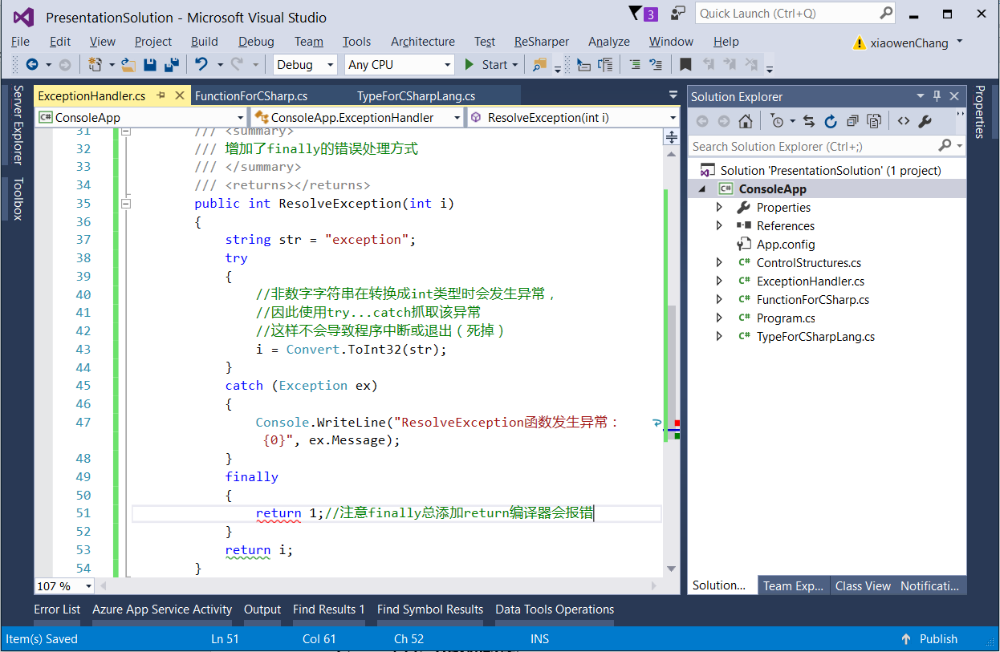 PresentationSolution - Microsoft Visual Studio
3
Quick Launch (Ctrl+Q)
File Edit View Project Build Debug Team Tools Architecture Test ReSharper Analyze Window Help
xiaowenChang
Debug Any CPU Start
Server Explorer
Toolbox
ExceptionHandler.cs FunctionForCSharp.cs TypeForCSharpLang.cs
C# ConsoleApp ConsoleApp.ExceptionHandler ResolveException(int i)
31 /// <summary>
32 /// 增加了finally的错误处理方式
33 /// </summary>
34 /// <returns></returns>
35 public int ResolveException(int i)
36 {
37 string str = "exception";
38 try
39 {
40 //非数字字符串在转换成int类型时会发生异常，
41 //因此使用try...catch抓取该异常
42 //这样不会导致程序中断或退出（死掉）
43 i = Convert.ToInt32(str);
44 }
45 catch (Exception ex)
46 {
47 Console.WriteLine("ResolveException函数发生异常：
{0}", ex.Message);
48 }
49 finally
50 {
51 return 1;//注意finally总添加return编译器会报错
52 }
53 return i;
54 }
107 %
Solution Explorer
Search Solution Explorer (Ctrl+;)
Solution 'PresentationSolution' (1 project)
C# ConsoleApp
Properties
References
App.config
C# ControlStructures.cs
C# ExceptionHandler.cs
C# FunctionForCSharp.cs
C# Program.cs
C# TypeForCSharpLang.cs
Solution... Team Exp... Class View Notificati...
Properties
Error List Azure App Service Activity Output Find Results 1 Find Symbol Results Data Tools Operations
Item(s) Saved Ln 51 Col 61 Ch 52 INS Publish